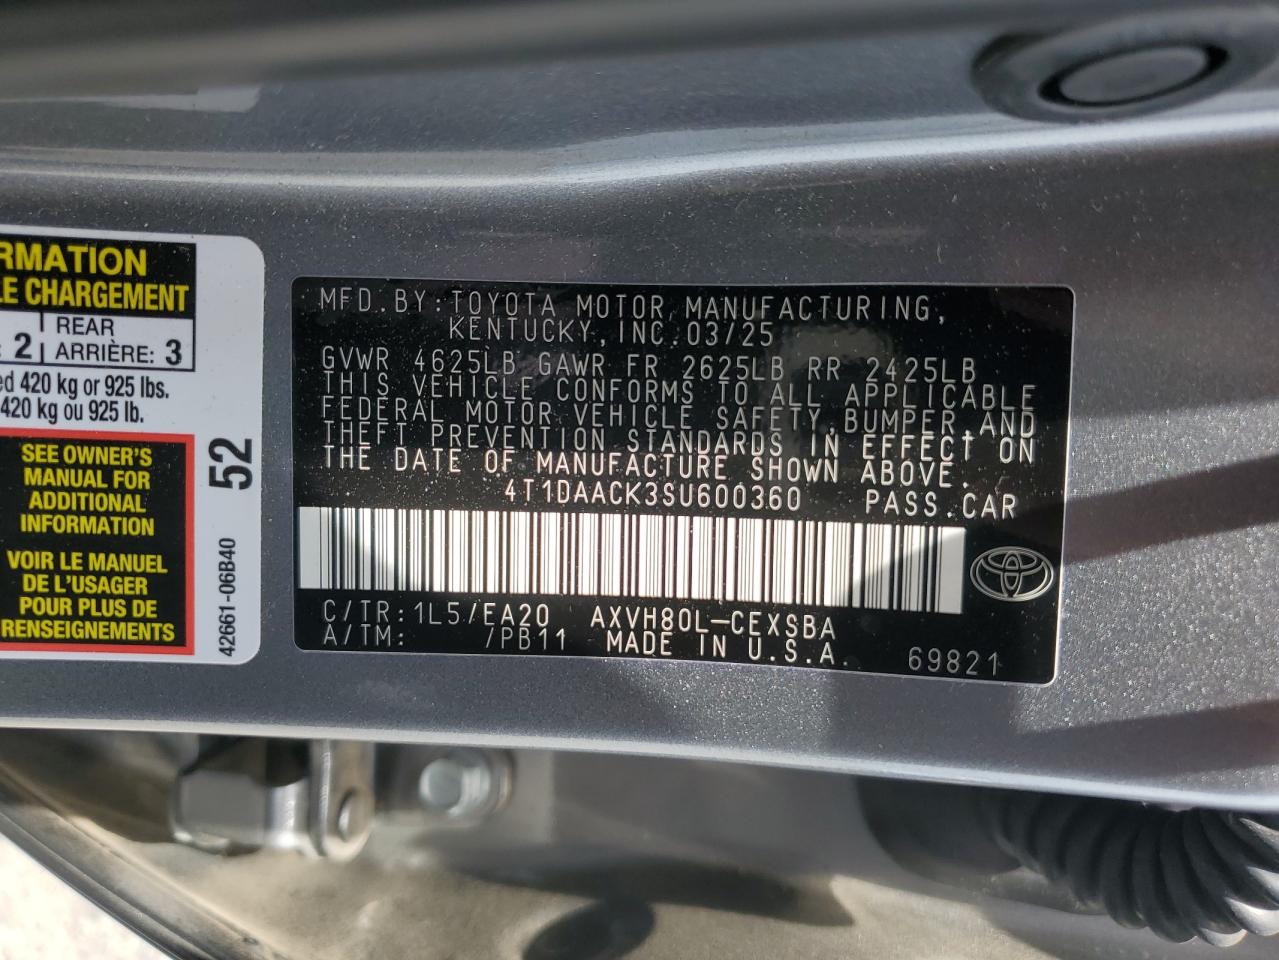 RMATION
LE CHARGEMENT
: 2 REAR
ARRIÈRE: 3
ed 420 kg or 925 lbs.
420 kg ou 925 lb.
SEE OWNER'S
MANUAL FOR
ADDITIONAL
INFORMATION
VOIR LE MANUEL
DE L'USAGER
POUR PLUS DE
RENSEIGNEMENTS
52
42661-06B40
MFD. BY: TOYOTA MOTOR MANUFACTURING,
KENTUCKY, INC. 03/25
GVWR 4625LB GAWR FR 2625LB RR 2425LB
THIS VEHICLE CONFORMS TO ALL APPLICABLE
FEDERAL MOTOR VEHICLE SAFETY, BUMPER, AND
THEFT PREVENTION STANDARDS IN EFFECT ON
THE DATE OF MANUFACTURE SHOWN ABOVE.
4T1DAACK3SU600360 PASS. CAR
C/TR: 1L5/EA20 AXVH80L-CEXSBA
A/TM: /PB11 MADE IN U.S.A. 69821